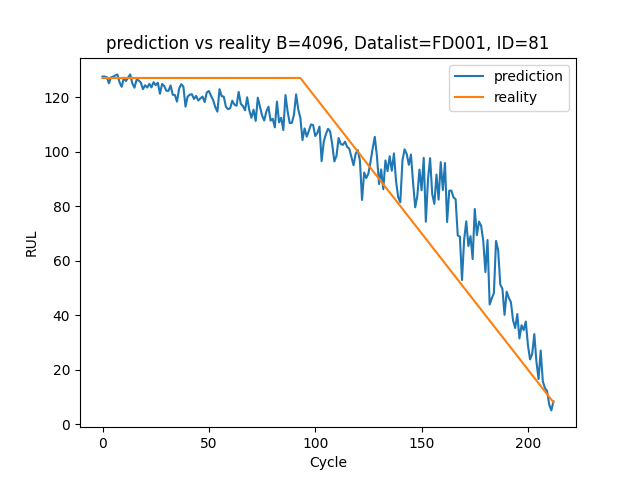 prediction vs reality B=4096, Datalist=FD001, ID=81
prediction
reality
RUL
120
100
80
60
40
20
0
0 50 100 150 200
Cycle